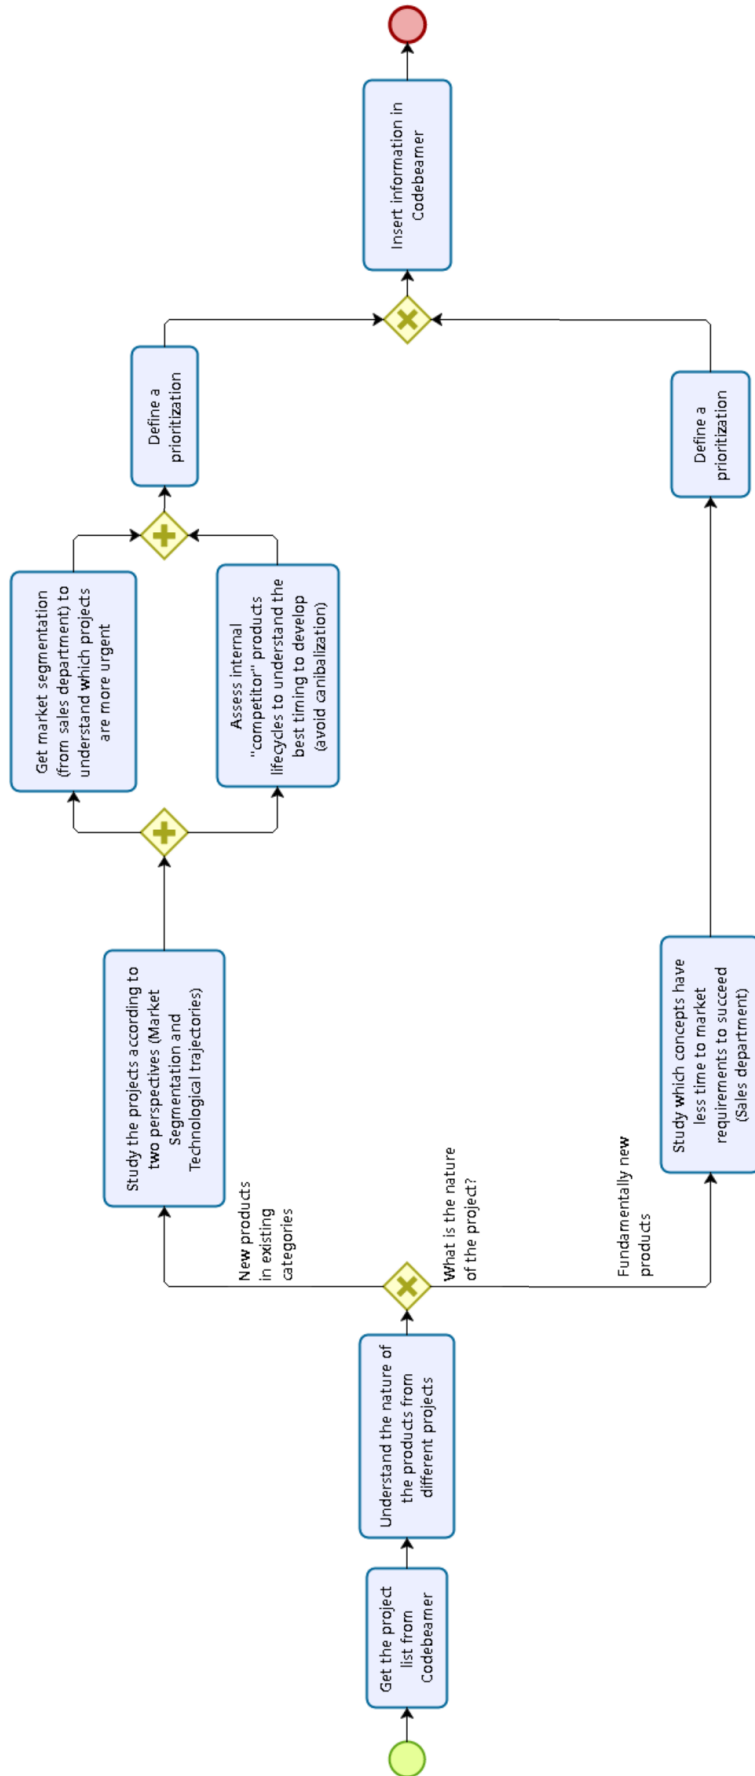 Get the project
list from
Codebeamer
Understand the nature of
the products from
different projects
What is the nature
of the project?
New products
in existing
categories
Study the projects according to
two perspectives (Market
Segmentation and
Technological trajectories)
Get market segmentation
(from sales department) to
understand which projects
are more urgent
Assess internal
"competitor" products
lifecycles to understand the
best timing to develop
(avoid canibalization)
Define a
prioritization
Fundamentally new
products
Study which concepts have
less time to market
requirements to succeed
(Sales department)
Define a
prioritization
Insert information in
Codebeamer